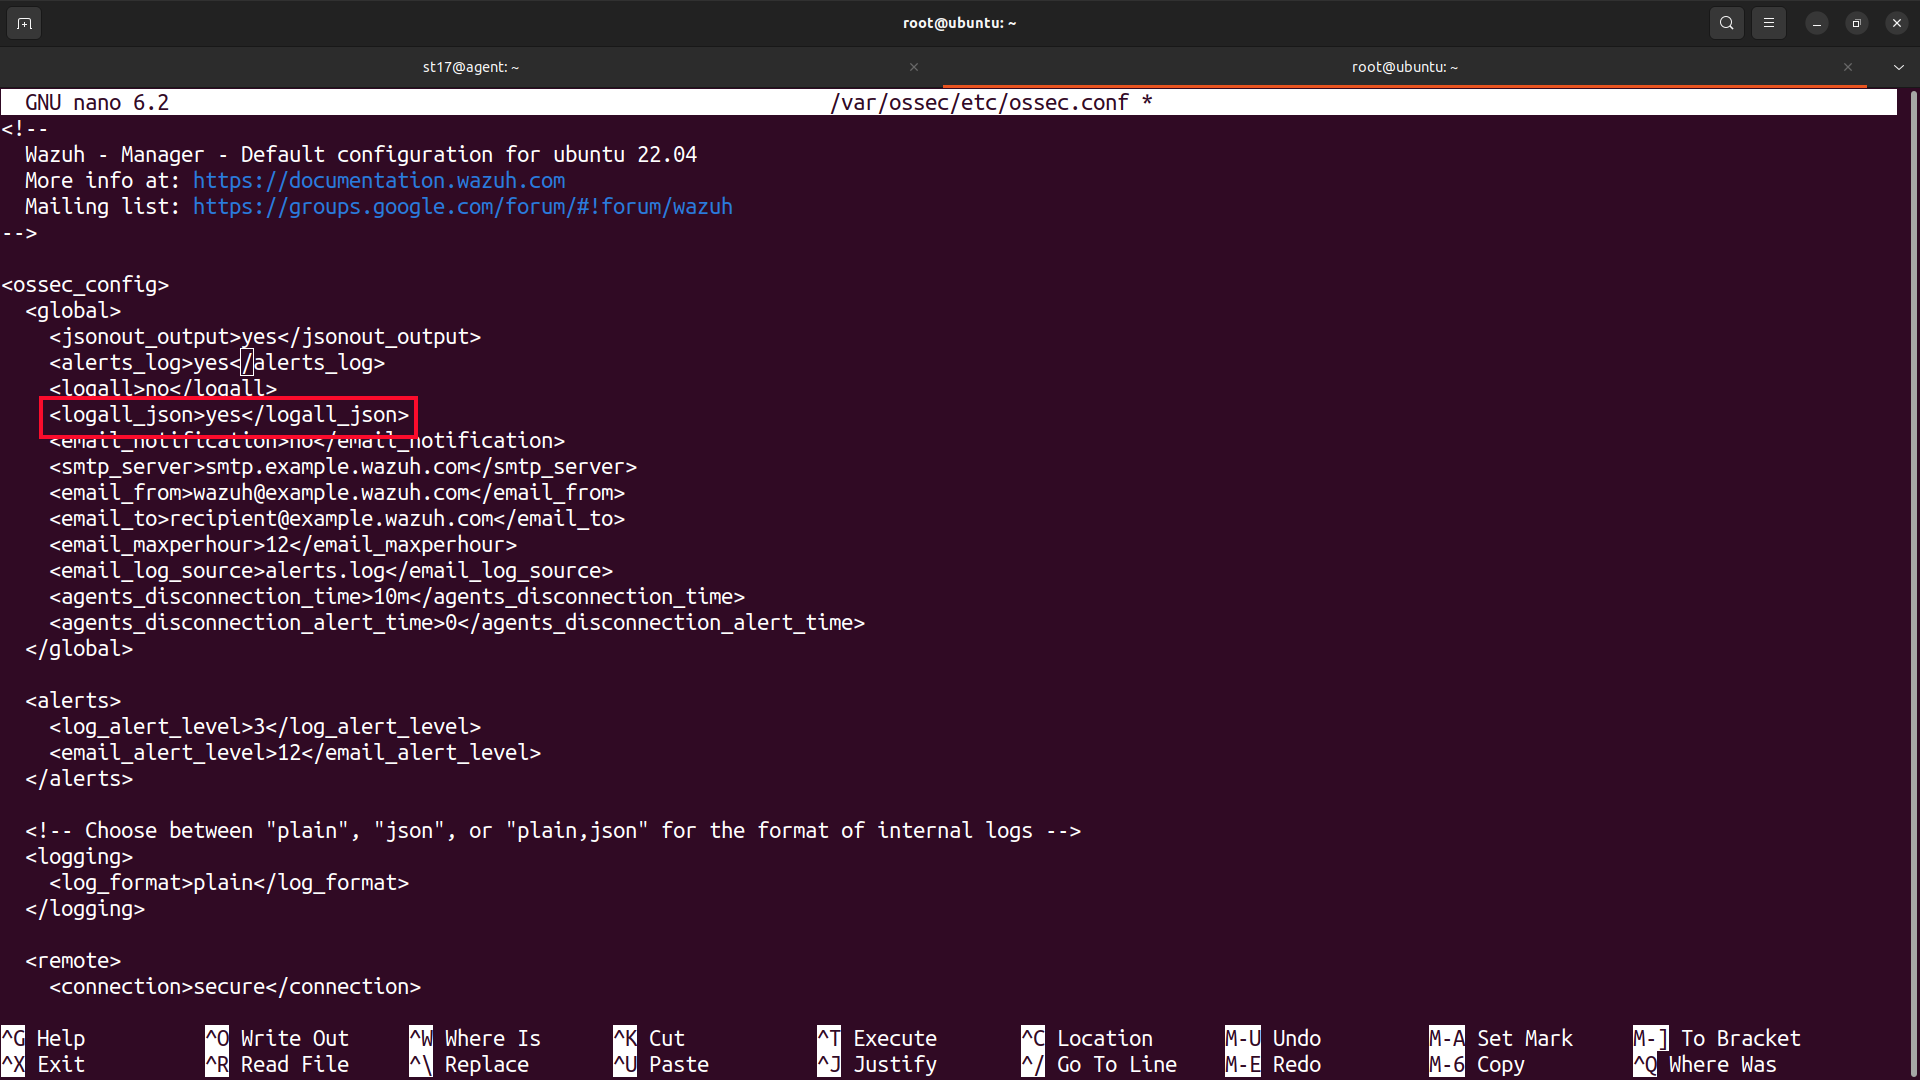 root@ubuntu: ~
st17@agent: ~
root@ubuntu: ~
GNU nano 6.2 /var/ossec/etc/ossec.conf *
<!--
  Wazuh - Manager - Default configuration for ubuntu 22.04
  More info at: https://documentation.wazuh.com
  Mailing list: https://groups.google.com/forum/#!forum/wazuh
-->
<ossec_config>
  <global>
    <jsonout_output>yes</jsonout_output>
    <alerts_log>yes</alerts_log>
    <logall>no</logall>
    <logall_json>yes</logall_json>
    <email_notification>no</email_notification>
    <smtp_server>smtp.example.wazuh.com</smtp_server>
    <email_from>wazuh@example.wazuh.com</email_from>
    <email_to>recipient@example.wazuh.com</email_to>
    <email_maxperhour>12</email_maxperhour>
    <email_log_source>alerts.log</email_log_source>
    <agents_disconnection_time>10m</agents_disconnection_time>
    <agents_disconnection_alert_time>0</agents_disconnection_alert_time>
  </global>
  <alerts>
    <log_alert_level>3</log_alert_level>
    <email_alert_level>12</email_alert_level>
  </alerts>
  <!-- Choose between "plain", "json", or "plain,json" for the format of internal logs -->
  <logging>
    <log_format>plain</log_format>
  </logging>
  <remote>
    <connection>secure</connection>
^G Help ^O Write Out ^W Where Is ^K Cut ^T Execute ^C Location M-U Undo M-A Set Mark M-] To Bracket
^X Exit ^R Read File ^\ Replace ^U Paste ^J Justify ^/ Go To Line M-E Redo M-6 Copy ^Q Where Was